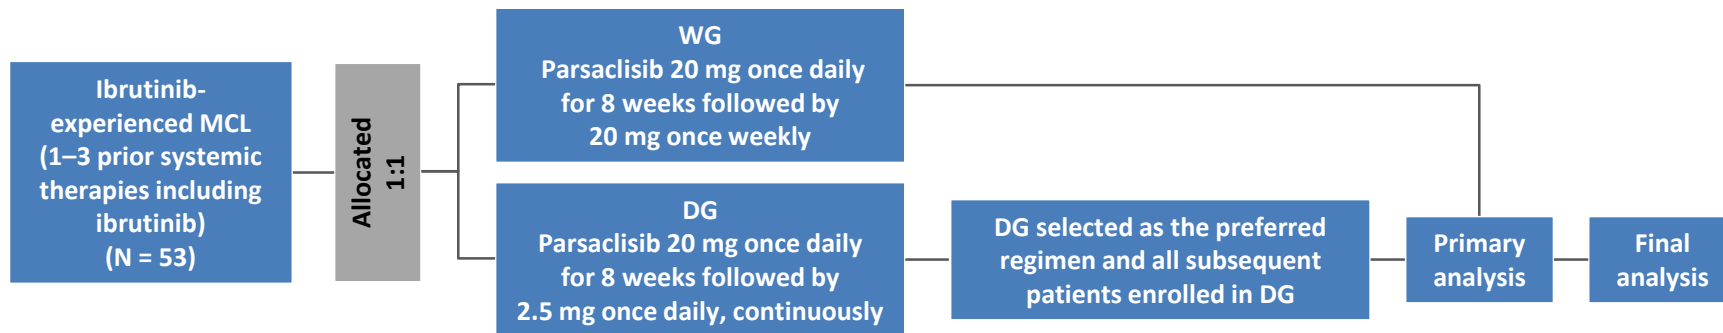 Ibrutinib-
experienced MCL
(1–3 prior systemic
therapies including
ibrutinib)
(N = 53)
Allocated
1:1
WG
Parsaclisib 20 mg once daily
for 8 weeks followed by
20 mg once weekly
DG
Parsaclisib 20 mg once daily
for 8 weeks followed by
2.5 mg once daily, continuously
DG selected as the preferred
regimen and all subsequent
patients enrolled in DG
Primary
analysis
Final
analysis